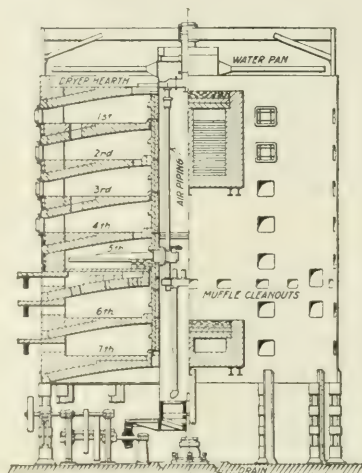 WATER PAN
DRYER HEARTH
1st
2nd
3rd
4th
5th
6th
7th
AIR PIPING
MUFFLE CLEANOUTS
DRAIN